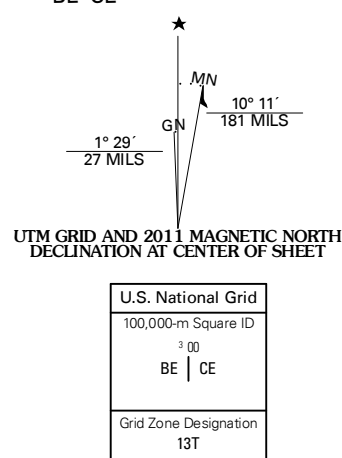 BE CE
MN
10° 11´
181 MILS
GN
1° 29´
27 MILS
UTM GRID AND 2011 MAGNETIC NORTH
DECLINATION AT CENTER OF SHEET
U.S. National Grid
100,000-m Square ID
3 00
BE CE
Grid Zone Designation
13T